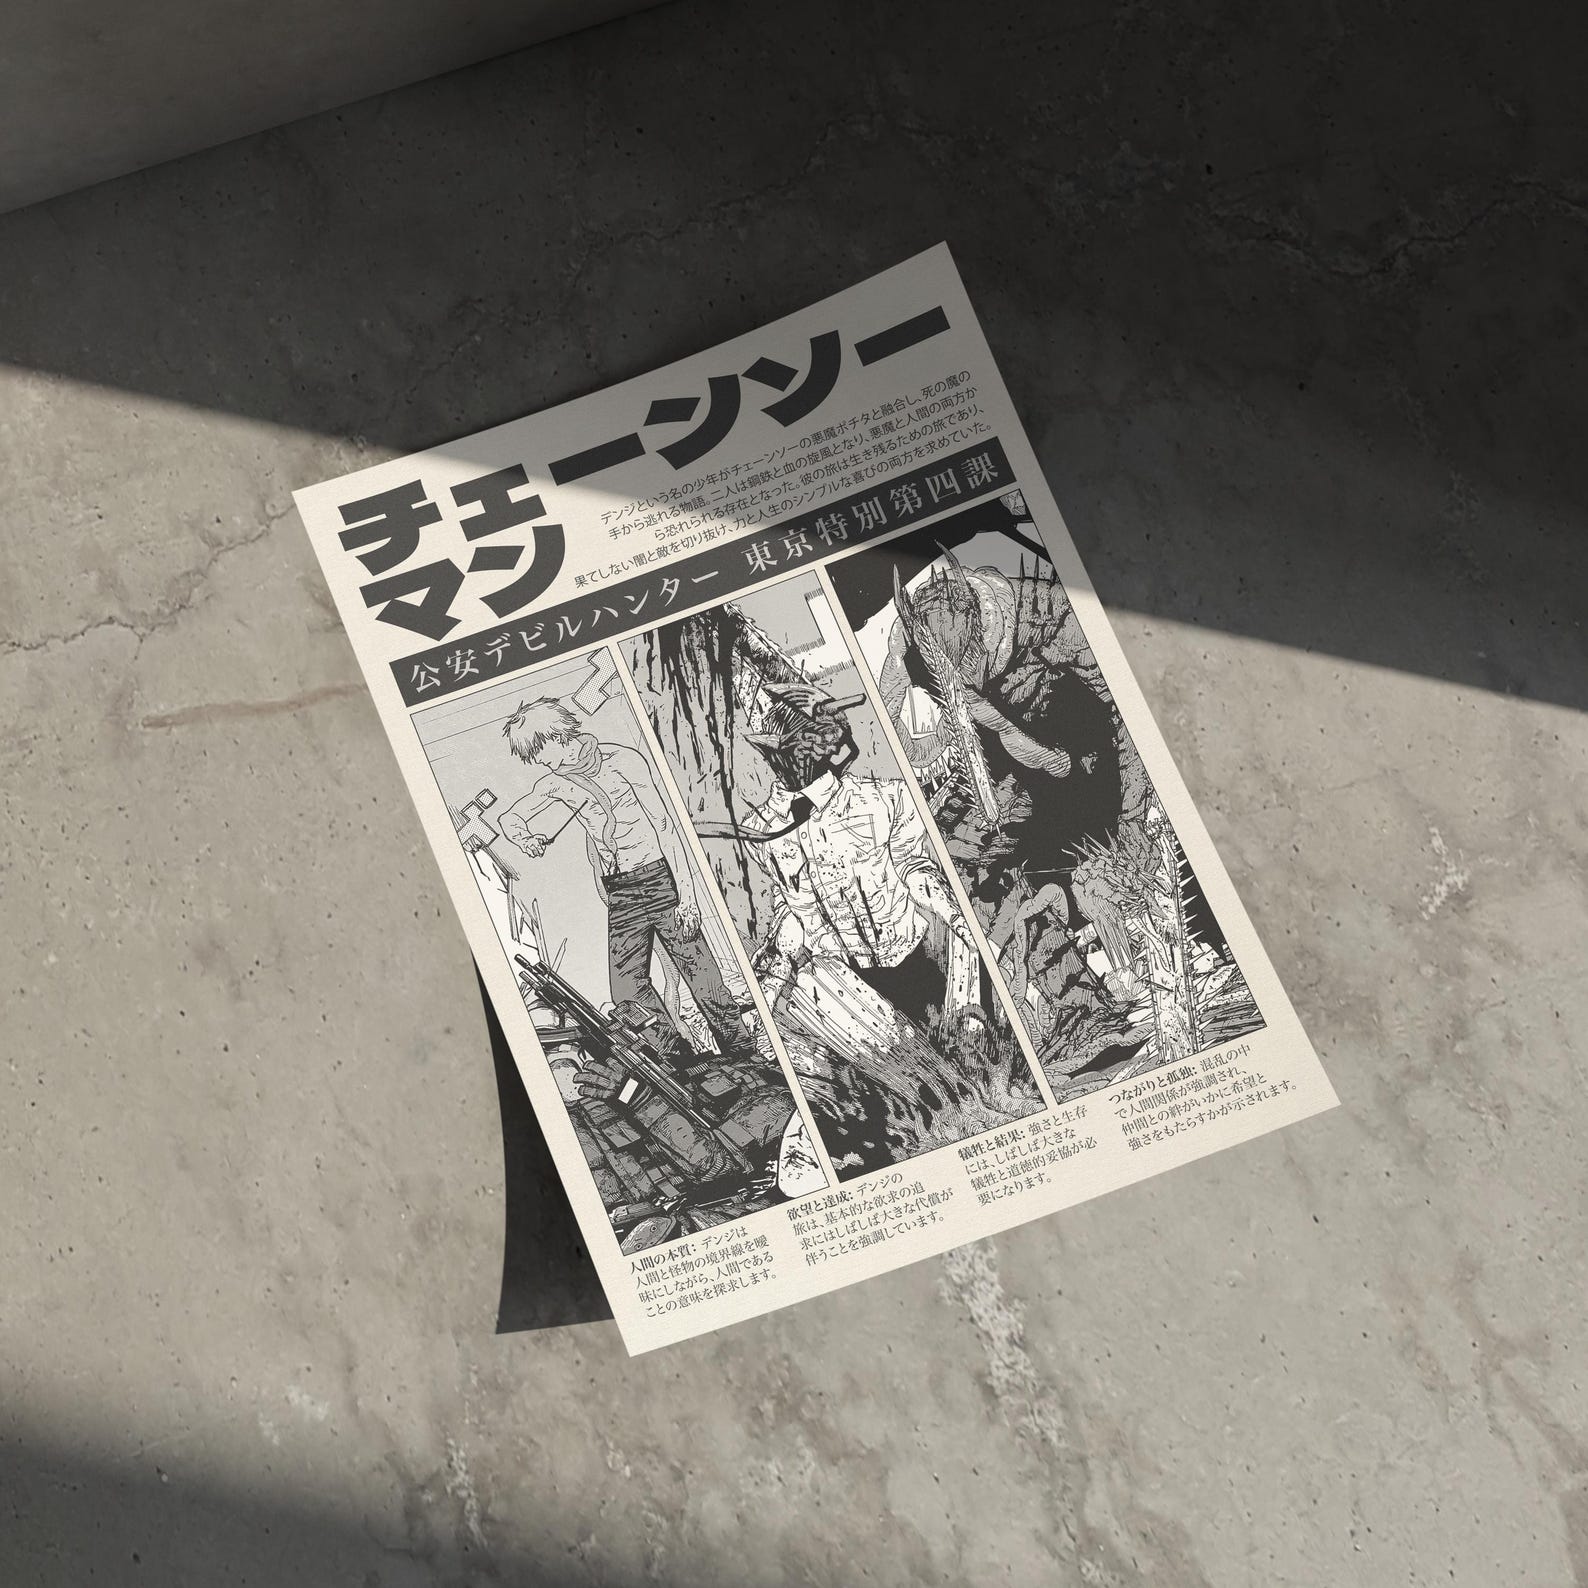 チェーンソー
マン
デンジという名の少年がチェーンソーの悪魔ポチタと融合し、死の魔の
手から逃れる物語。二人は鋼鉄と血の旋風となり、悪魔と人間の両方か
ら恐れられる存在となった。彼の旅は生き残るための旅であり、
果てしない闇と敵を切り抜け、力と人生のシンプルな喜びの両方を求めていた。
公安デビルハンター 東京特別第四課
人間の本質: デンジは
人間と怪物の境界線を曖
昧にしながら、人間である
ことの意味を探求します。
欲望と達成: デンジの
旅は、基本的な欲求の追
求にはしばしば大きな代償が
伴うことを強調しています。
犠牲と結果: 強さと生存
には、しばしば大きな
犠牲と道徳的妥協が必
要になります。
つながりと孤独: 混乱の中
で人間関係が強調され、
仲間との絆がいかに希望と
強さをもたらすかが示されます。